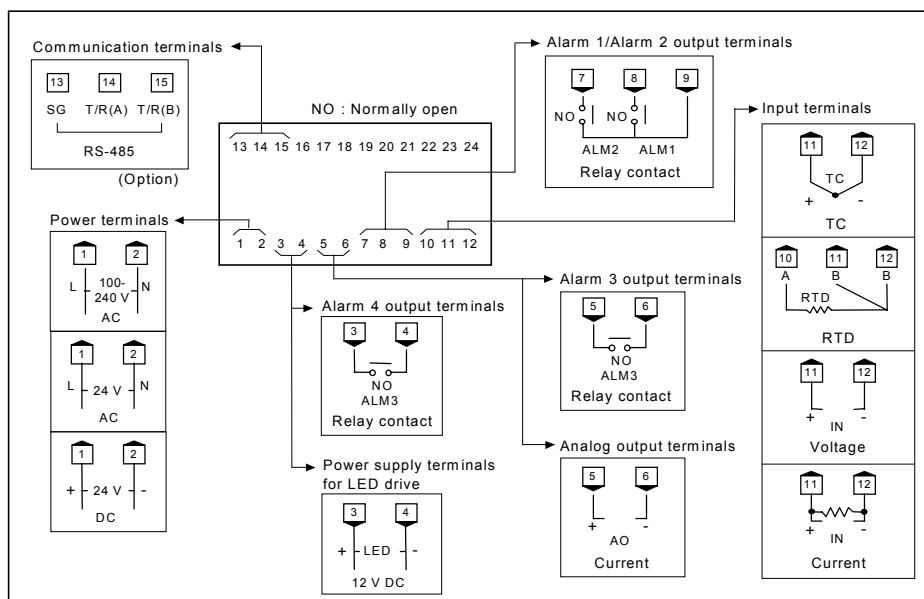 Communication terminals
13 14 15
SG T/R(A) T/R(B)
RS-485
(Option)
NO : Normally open
13 14 15 16 17 18 19 20 21 22 23 24
1 2 3 4 5 6 7 8 9 10 11 12
Alarm 1/Alarm 2 output terminals
7 8 9
NO NO
ALM2 ALM1
Relay contact
Input terminals
11 12
TC
+ -
TC
10 11 12
A B B
RTD
RTD
11 12
+ -
IN
Voltage
11 12
+ -
IN
Current
Power terminals
1 2
L 100-240 V N
AC
1 2
L 24 V N
AC
1 2
+ 24 V -
DC
Alarm 4 output terminals
3 4
NO
ALM3
Relay contact
Alarm 3 output terminals
5 6
NO
ALM3
Relay contact
Power supply terminals
for LED drive
3 4
+ LED -
12 V DC
Analog output terminals
5 6
+ -
AO
Current